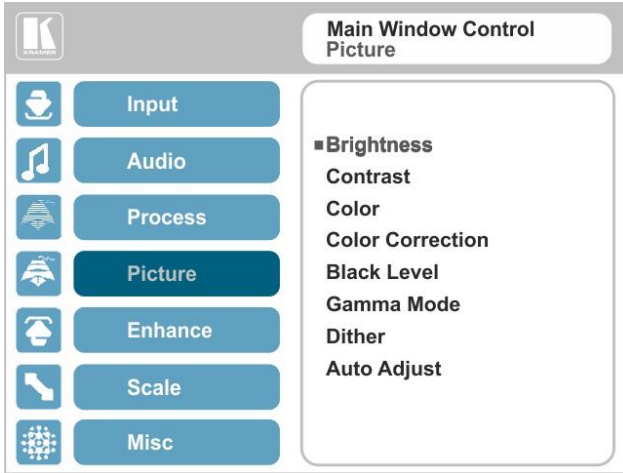 KRAMER
Main Window Control
Picture
Input
Audio
Process
Picture
Enhance
Scale
Misc
Brightness
Contrast
Color
Color Correction
Black Level
Gamma Mode
Dither
Auto Adjust